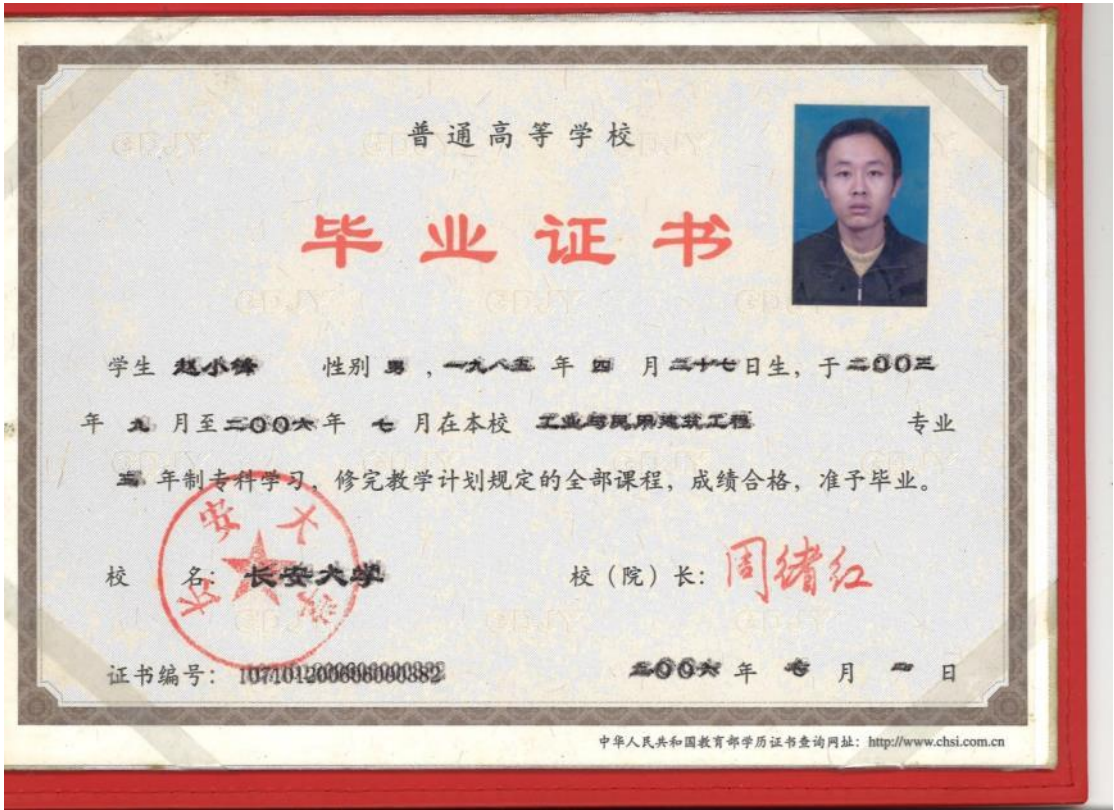 普通高等学校
毕业证书
学生 赵小锋 性别 男 ,一九八五 年 四 月 二十七日生, 于二〇〇三
年 九 月至二〇〇六年 七 月在本校 工业与民用建筑工程 专业
三 年制专科学习, 修完教学计划规定的全部课程, 成绩合格, 准予毕业。
校 名: 长安大学 校(院)长: 周绪红
证书编号: 二〇〇六 年 七 月 一 日
中华人民共和国教育部学历证书查询网址: http://www.chsi.com.cn